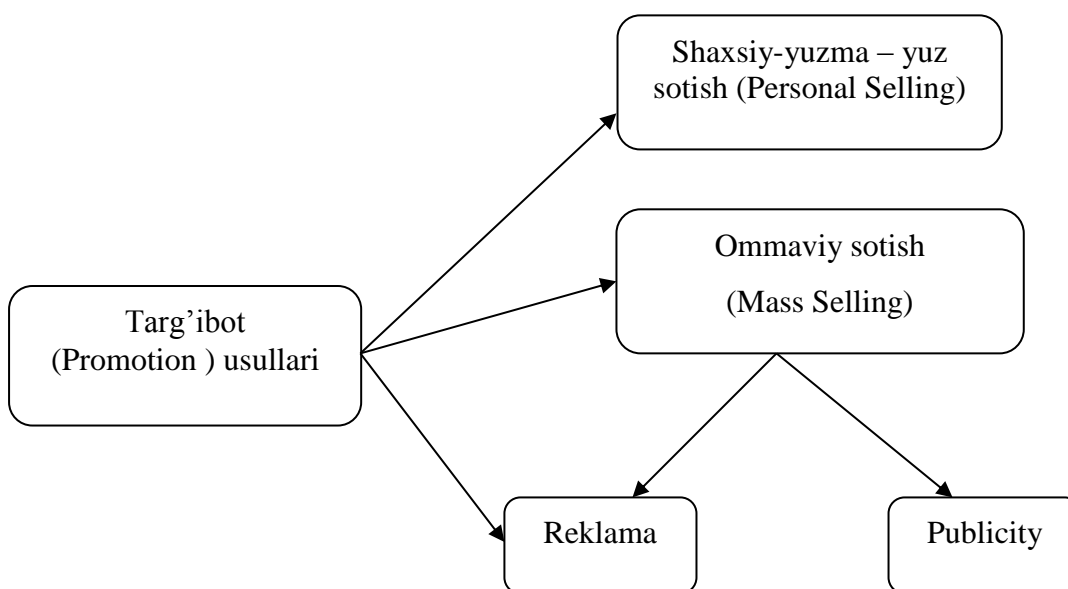 Shaxsiy-yuzma – yuz
sotish (Personal Selling)
Ommaviy sotish
(Mass Selling)
Targ’ibot
(Promotion ) usullari
Reklama
Publicity